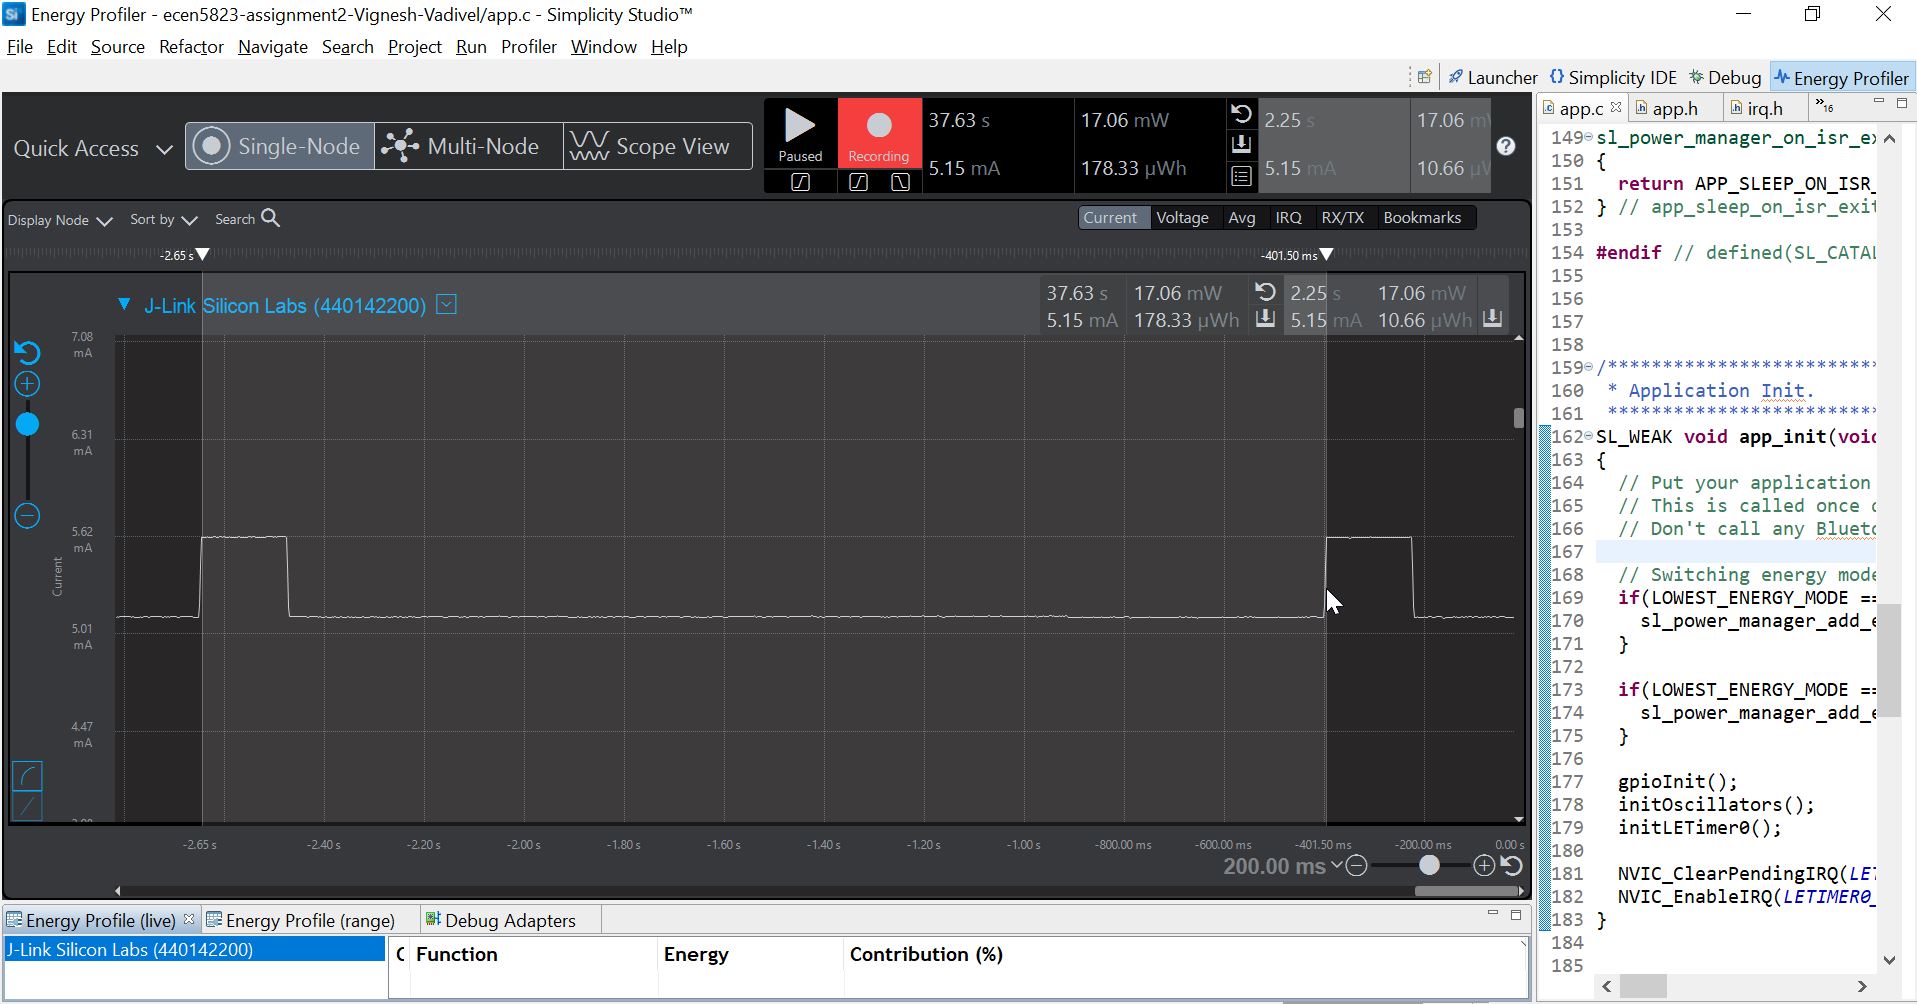 Energy Profiler - ecen5823-assignment2-Vignesh-Vadivel/app.c - Simplicity Studio™
File Edit Source Refactor Navigate Search Project Run Profiler Window Help
Launcher Simplicity IDE Debug Energy Profiler
Quick Access Single-Node Multi-Node Scope View
Paused Recording
37.63 s 17.06 mW
5.15 mA 178.33 µWh
2.25 s 17.06 mW
5.15 mA 10.66 µW
Display Node Sort by Search
Current Voltage Avg IRQ RX/TX Bookmarks
-2.65 s -401.50 ms
J-Link Silicon Labs (440142200)
37.63 s 17.06 mW 2.25 s 17.06 mW
5.15 mA 178.33 µWh 5.15 mA 10.66 µWh
7.08
mA
6.31
mA
5.62
mA
Current
5.01
mA
4.47
mA
-2.65 s -2.40 s -2.20 s -2.00 s -1.80 s -1.60 s -1.40 s -1.20 s -1.00 s -800.00 ms -600.00 ms -401.50 ms -200.00 ms 0.00 s
200.00 ms
Energy Profile (live) Energy Profile (range) Debug Adapters
J-Link Silicon Labs (440142200)
C Function Energy Contribution (%)
app.c app.h irq.h »16
149 sl_power_manager_on_isr_ex
150 {
151 return APP_SLEEP_ON_ISR_
152 } // app_sleep_on_isr_exit
153
154 #endif // defined(SL_CATAL
155
156
157
158
159 /*************************
160 * Application Init.
161 *************************
162 SL_WEAK void app_init(void
163 {
164 // Put your application
165 // This is called once d
166 // Don't call any Blueto
167
168 // Switching energy mode
169 if(LOWEST_ENERGY_MODE ==
170 sl_power_manager_add_e
171 }
172
173 if(LOWEST_ENERGY_MODE ==
174 sl_power_manager_add_e
175 }
176
177 gpioInit();
178 initOscillators();
179 initLETimer0();
180
181 NVIC_ClearPendingIRQ(LET
182 NVIC_EnableIRQ(LETIMER0_
183 }
184
185